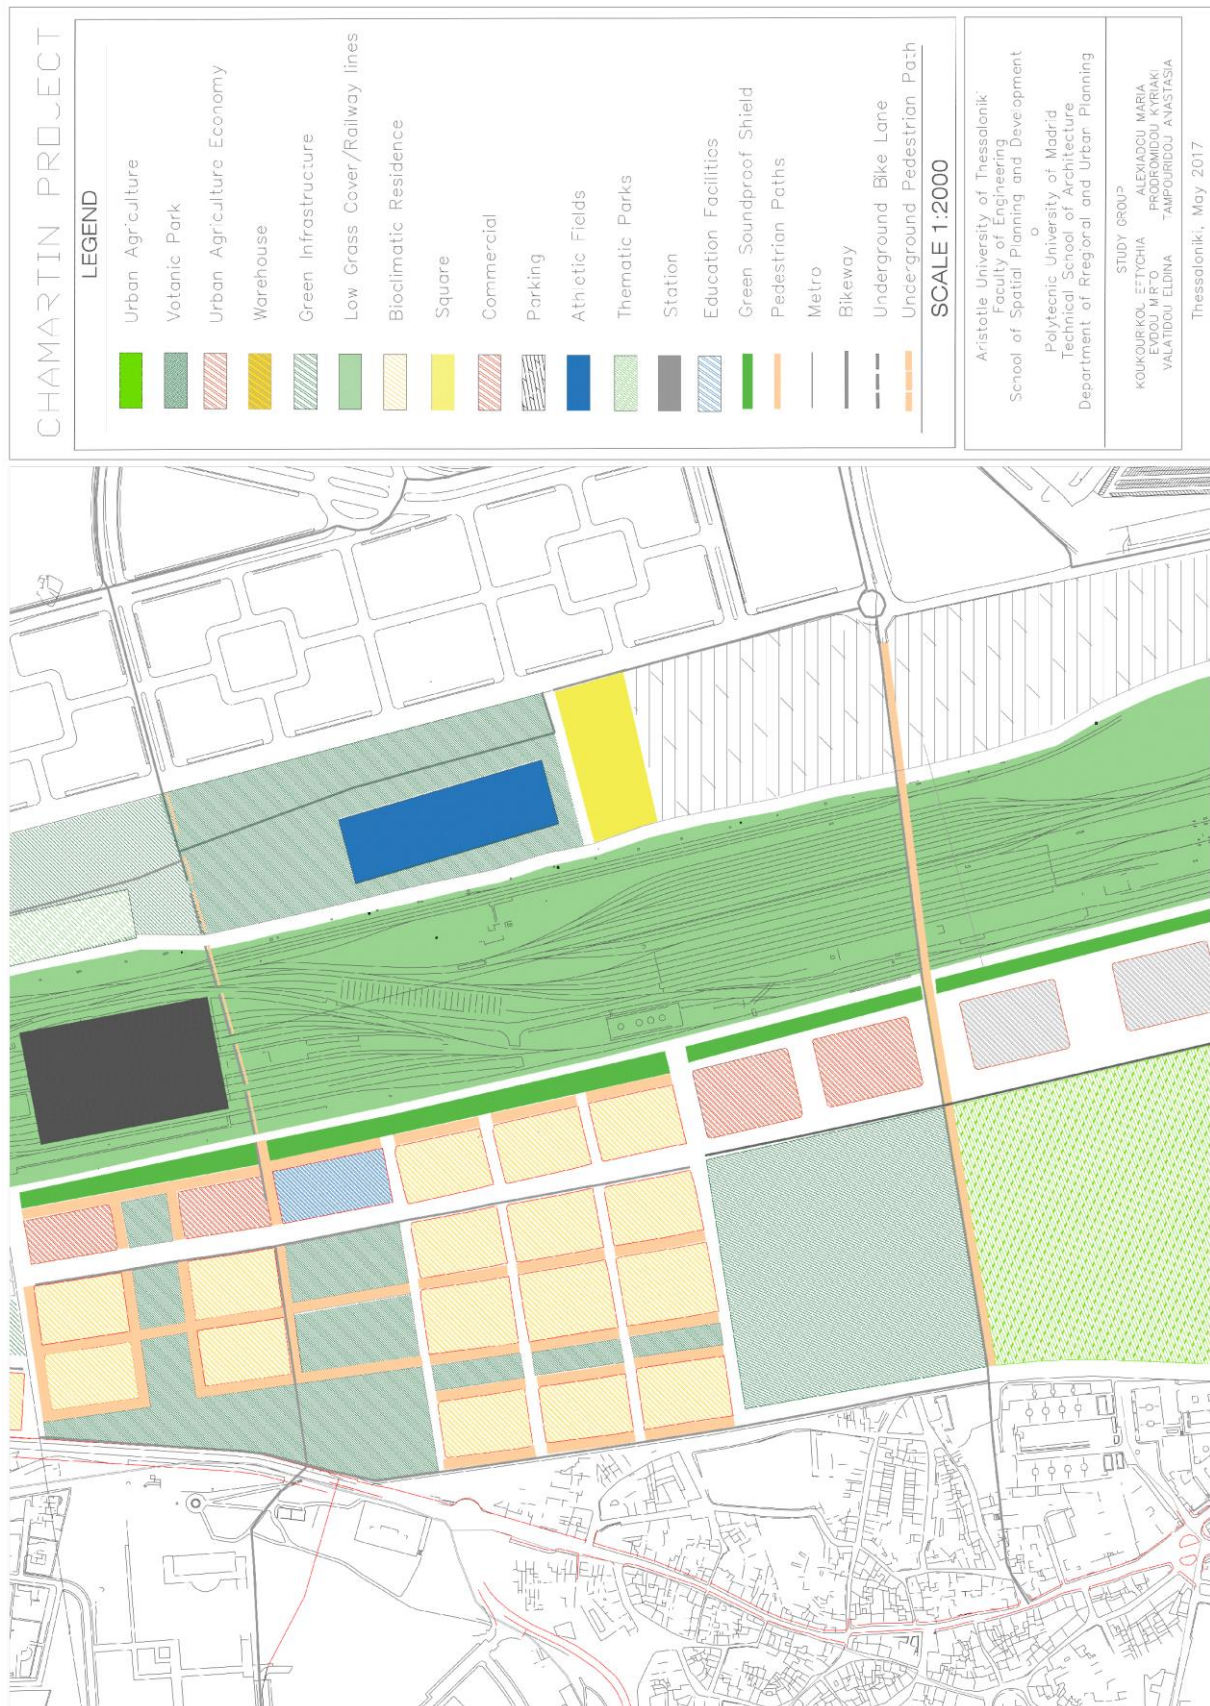 CHAMARTIN PROJECT
LEGEND
Urban Agriculture
Votanic Park
Urban Agriculture Economy
Warehouse
Green Infrastructure
Low Grass Cover/Railway lines
Bioclimatic Residence
Square
Commercial
Parking
Athletic Fields
Thematic Parks
Station
Education Facilities
Green Soundproof Shield
Pedestrian Paths
Metro
Bikeway
Underground Bike Lane
Underground Pedestrian Path
SCALE 1:2000
Aristotle University of Thessalonik
Faculty of Engineering
School of Spatial Planning and Development
o
Polytecnic University of Madrid
Technical School of Architecture
Department of Rregional and Urban Planning
STUDY GROUP
KOUKOURIKOU EFTYCHIA ALEXIADOU MARIA
EVDOU MIRTO PRODROMIDOU KYRIAKI
VALATIDOU ELDINA TAMPOURIDOU ANASTASIA
Thessaloniki, May 2017